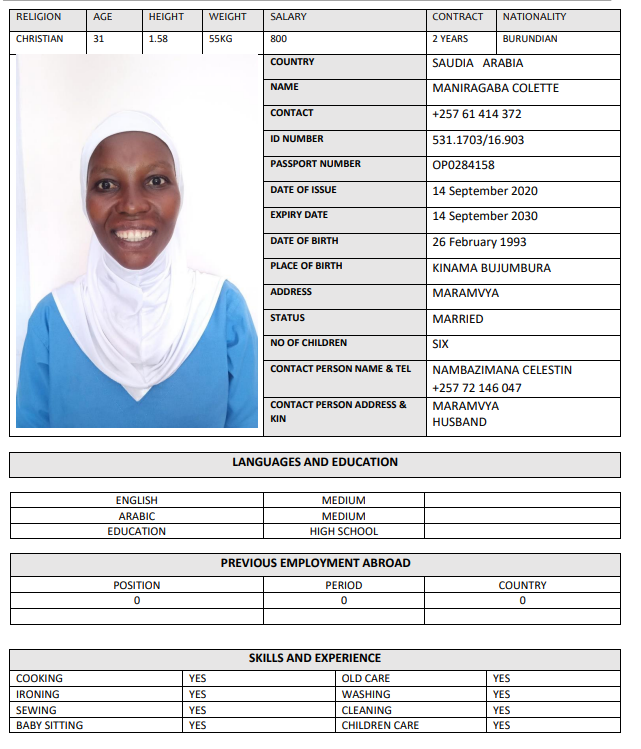 RELIGION AGE HEIGHT WEIGHT SALARY CONTRACT NATIONALITY
CHRISTIAN 31 1.58 55KG 800 2 YEARS BURUNDIAN
COUNTRY SAUDIA ARABIA
NAME MANIRAGABA COLETTE
CONTACT +257 61 414 372
ID NUMBER 531.1703/16.903
PASSPORT NUMBER OP0284158
DATE OF ISSUE 14 September 2020
EXPIRY DATE 14 September 2030
DATE OF BIRTH 26 February 1993
PLACE OF BIRTH KINAMA BUJUMBURA
ADDRESS MARAMVYA
STATUS MARRIED
NO OF CHILDREN SIX
CONTACT PERSON NAME & TEL NAMBAZIMANA CELESTIN
+257 72 146 047
CONTACT PERSON ADDRESS & MARAMVYA
KIN HUSBAND
LANGUAGES AND EDUCATION
ENGLISH MEDIUM
ARABIC MEDIUM
EDUCATION HIGH SCHOOL
PREVIOUS EMPLOYMENT ABROAD
POSITION PERIOD COUNTRY
0 0 0
SKILLS AND EXPERIENCE
COOKING YES OLD CARE YES
IRONING YES WASHING YES
SEWING YES CLEANING YES
BABY SITTING YES CHILDREN CARE YES